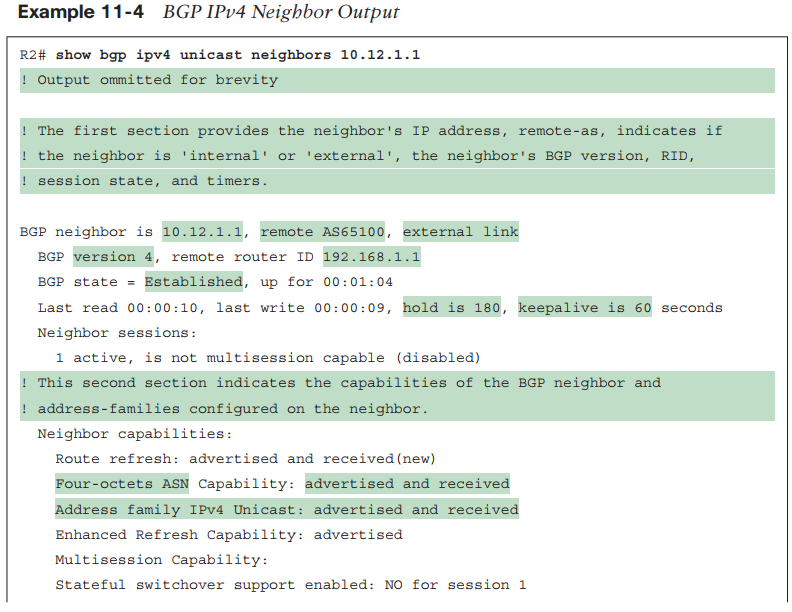 Example 11-4 BGP IPv4 Neighbor Output
R2# show bgp ipv4 unicast neighbors 10.12.1.1
! Output ommitted for brevity
! The first section provides the neighbor's IP address, remote-as, indicates if
! the neighbor is 'internal' or 'external', the neighbor's BGP version, RID,
! session state, and timers.
BGP neighbor is 10.12.1.1, remote AS65100, external link
BGP version 4, remote router ID 192.168.1.1
BGP state = Established, up for 00:01:04
Last read 00:00:10, last write 00:00:09, hold is 180, keepalive is 60 seconds
Neighbor sessions:
1 active, is not multisession capable (disabled)
! This second section indicates the capabilities of the BGP neighbor and
! address-families configured on the neighbor.
Neighbor capabilities:
Route refresh: advertised and received(new)
Four-octets ASN Capability: advertised and received
Address family IPv4 Unicast: advertised and received
Enhanced Refresh Capability: advertised
Multisession Capability:
Stateful switchover support enabled: NO for session 1